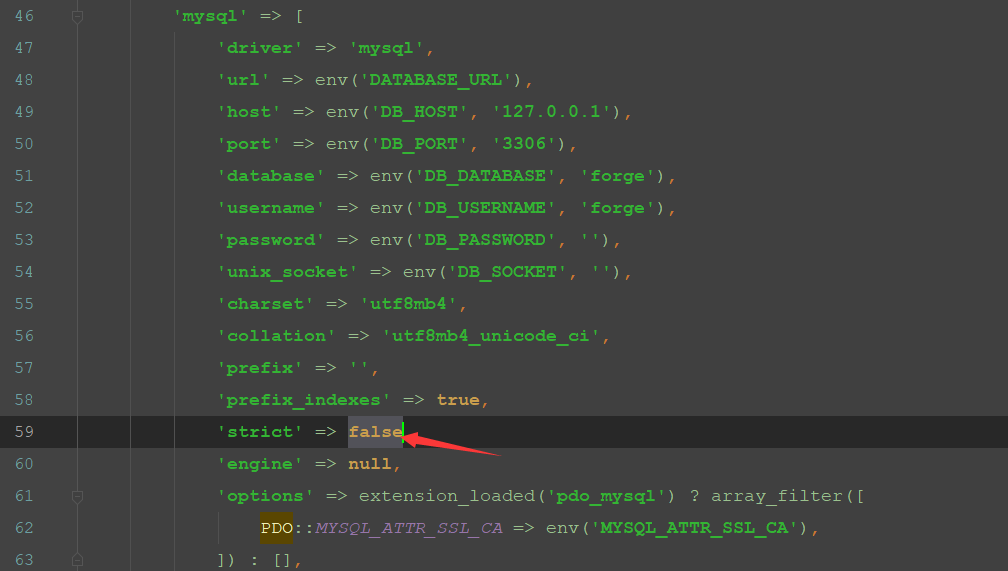 46 'mysql' => [
47 'driver' => 'mysql',
48 'url' => env('DATABASE_URL'),
49 'host' => env('DB_HOST', '127.0.0.1'),
50 'port' => env('DB_PORT', '3306'),
51 'database' => env('DB_DATABASE', 'forge'),
52 'username' => env('DB_USERNAME', 'forge'),
53 'password' => env('DB_PASSWORD', ''),
54 'unix_socket' => env('DB_SOCKET', ''),
55 'charset' => 'utf8mb4',
56 'collation' => 'utf8mb4_unicode_ci',
57 'prefix' => '',
58 'prefix_indexes' => true,
59 'strict' => false
60 'engine' => null,
61 'options' => extension_loaded('pdo_mysql') ? array_filter([
62 PDO::MYSQL_ATTR_SSL_CA => env('MYSQL_ATTR_SSL_CA'),
63 ]) : [],